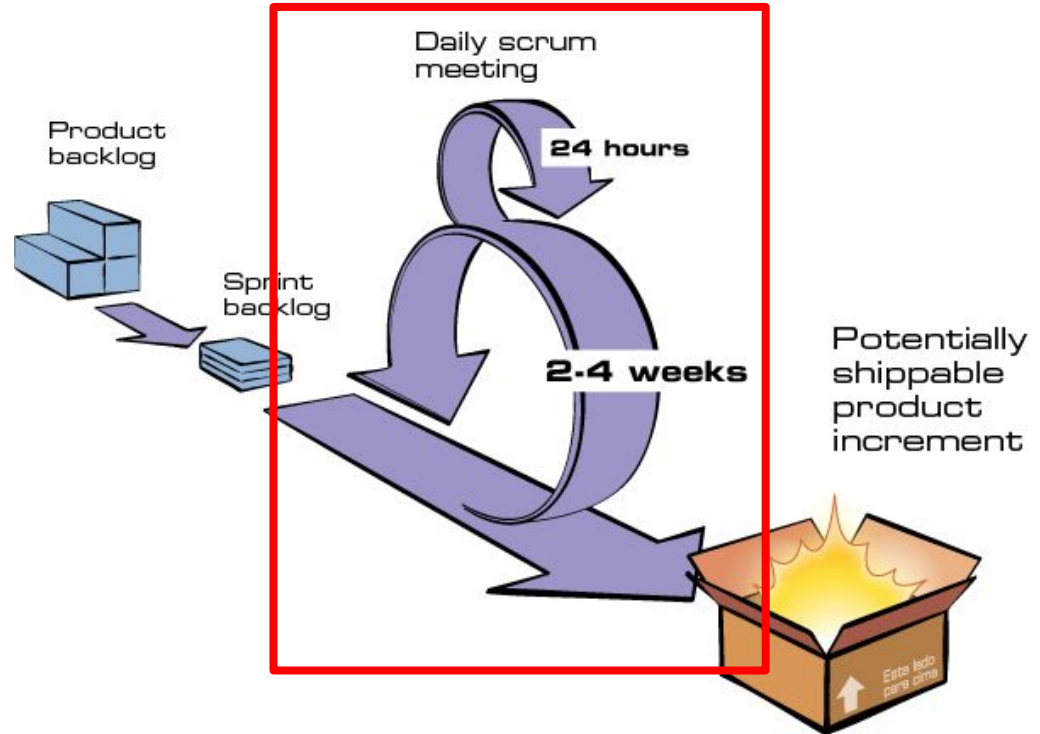 Daily scrum
meeting
24 hours
Product
backlog
Sprint
backlog
2-4 weeks
Potentially
shippable
product
increment
Este lado
para cima